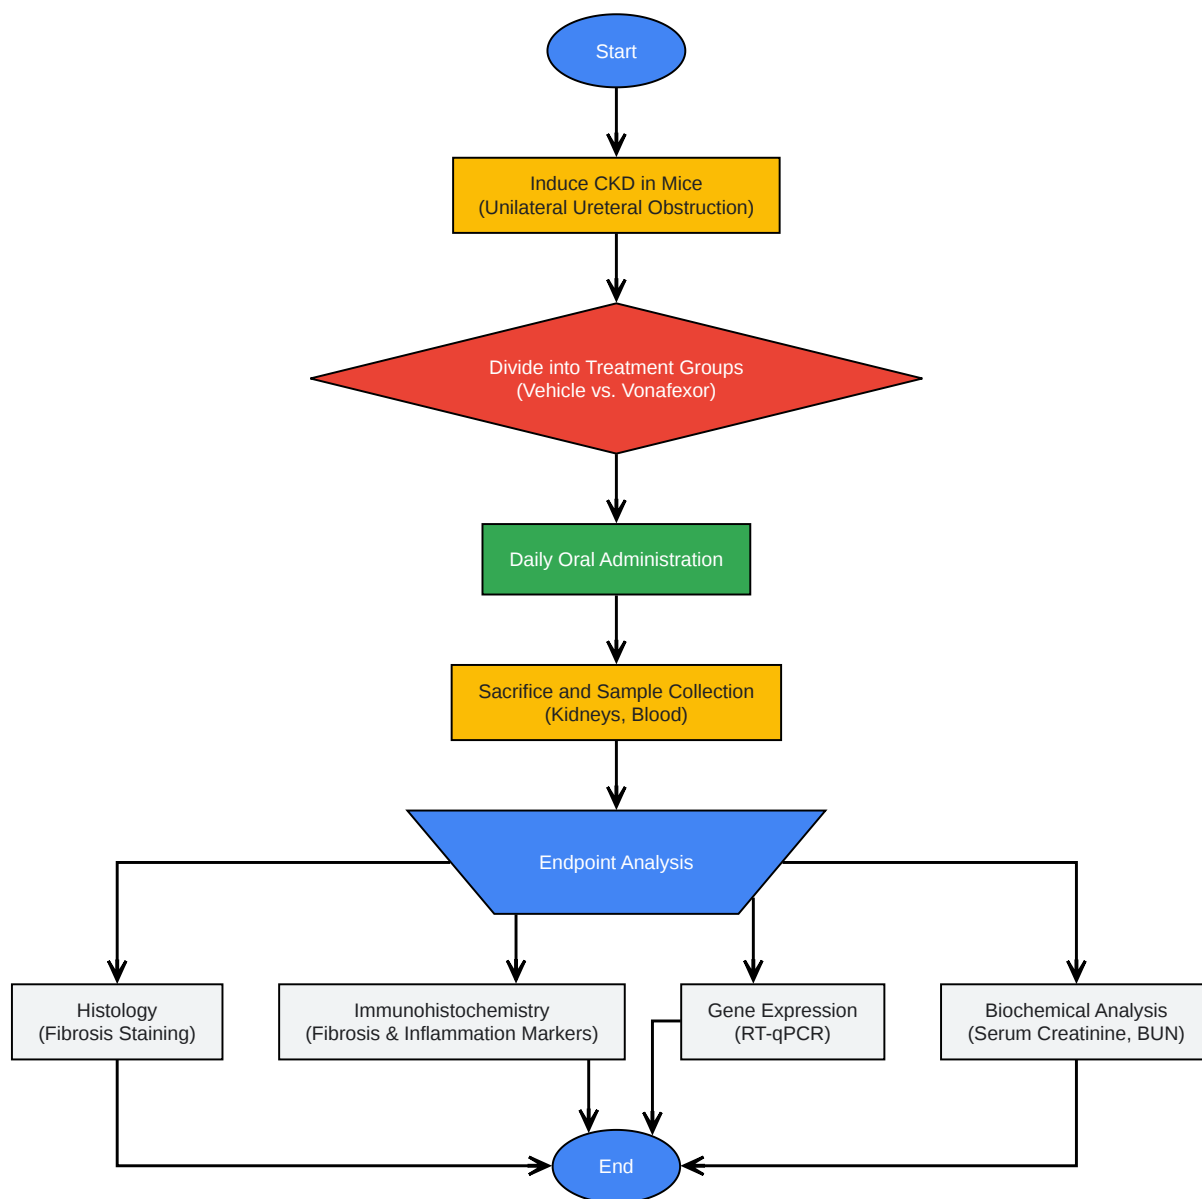 Start
Induce CKD in Mice
(Unilateral Ureteral Obstruction)
Divide into Treatment Groups
(Vehicle vs. Vonafexor)
Daily Oral Administration
Sacrifice and Sample Collection
(Kidneys, Blood)
Endpoint Analysis
Histology
(Fibrosis Staining)
Immunohistochemistry
(Fibrosis & Inflammation Markers)
Gene Expression
(RT-qPCR)
Biochemical Analysis
(Serum Creatinine, BUN)
End